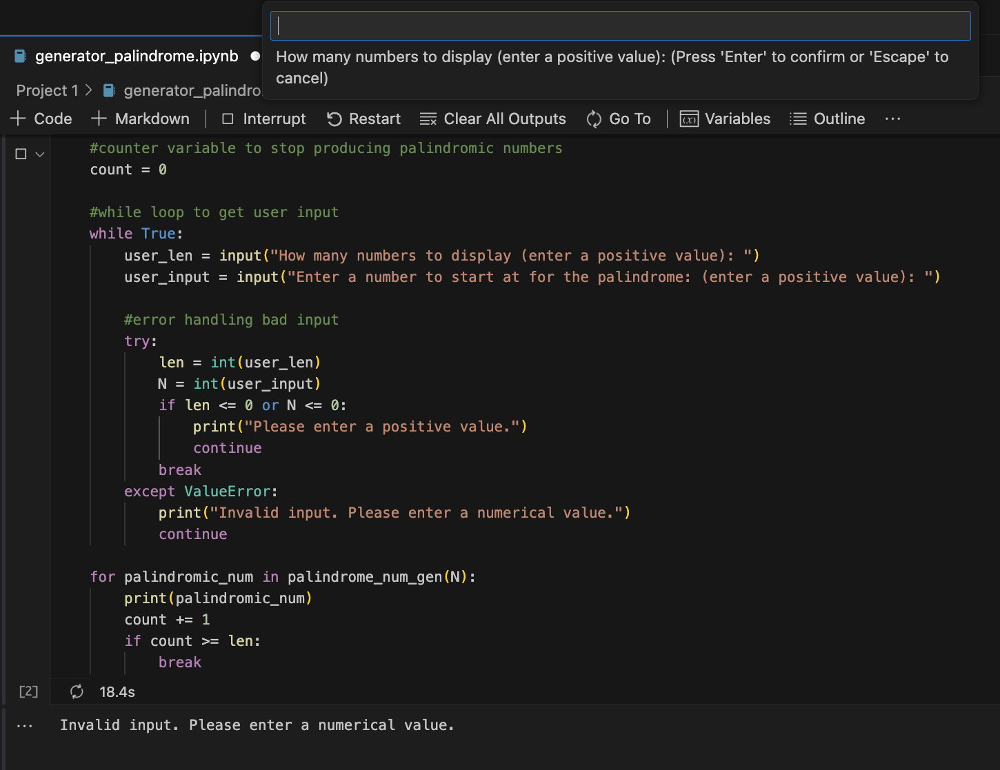 How many numbers to display (enter a positive value): (Press 'Enter' to confirm or 'Escape' to
cancel)
generator_palindrome.ipynb
Project 1 > generator_palindro
Code Markdown Interrupt Restart Clear All Outputs Go To Variables Outline ...
#counter variable to stop producing palindromic numbers
count = 0
#while loop to get user input
while True:
user_len = input("How many numbers to display (enter a positive value): ")
user_input = input("Enter a number to start at for the palindrome: (enter a positive value): ")
#error handling bad input
try:
len = int(user_len)
N = int(user_input)
if len <= 0 or N <= 0:
print("Please enter a positive value.")
continue
break
except ValueError:
print("Invalid input. Please enter a numerical value.")
continue
for palindromic_num in palindrome_num_gen(N):
print(palindromic_num)
count += 1
if count >= len:
break
[2] 18.4s
... Invalid input. Please enter a numerical value.